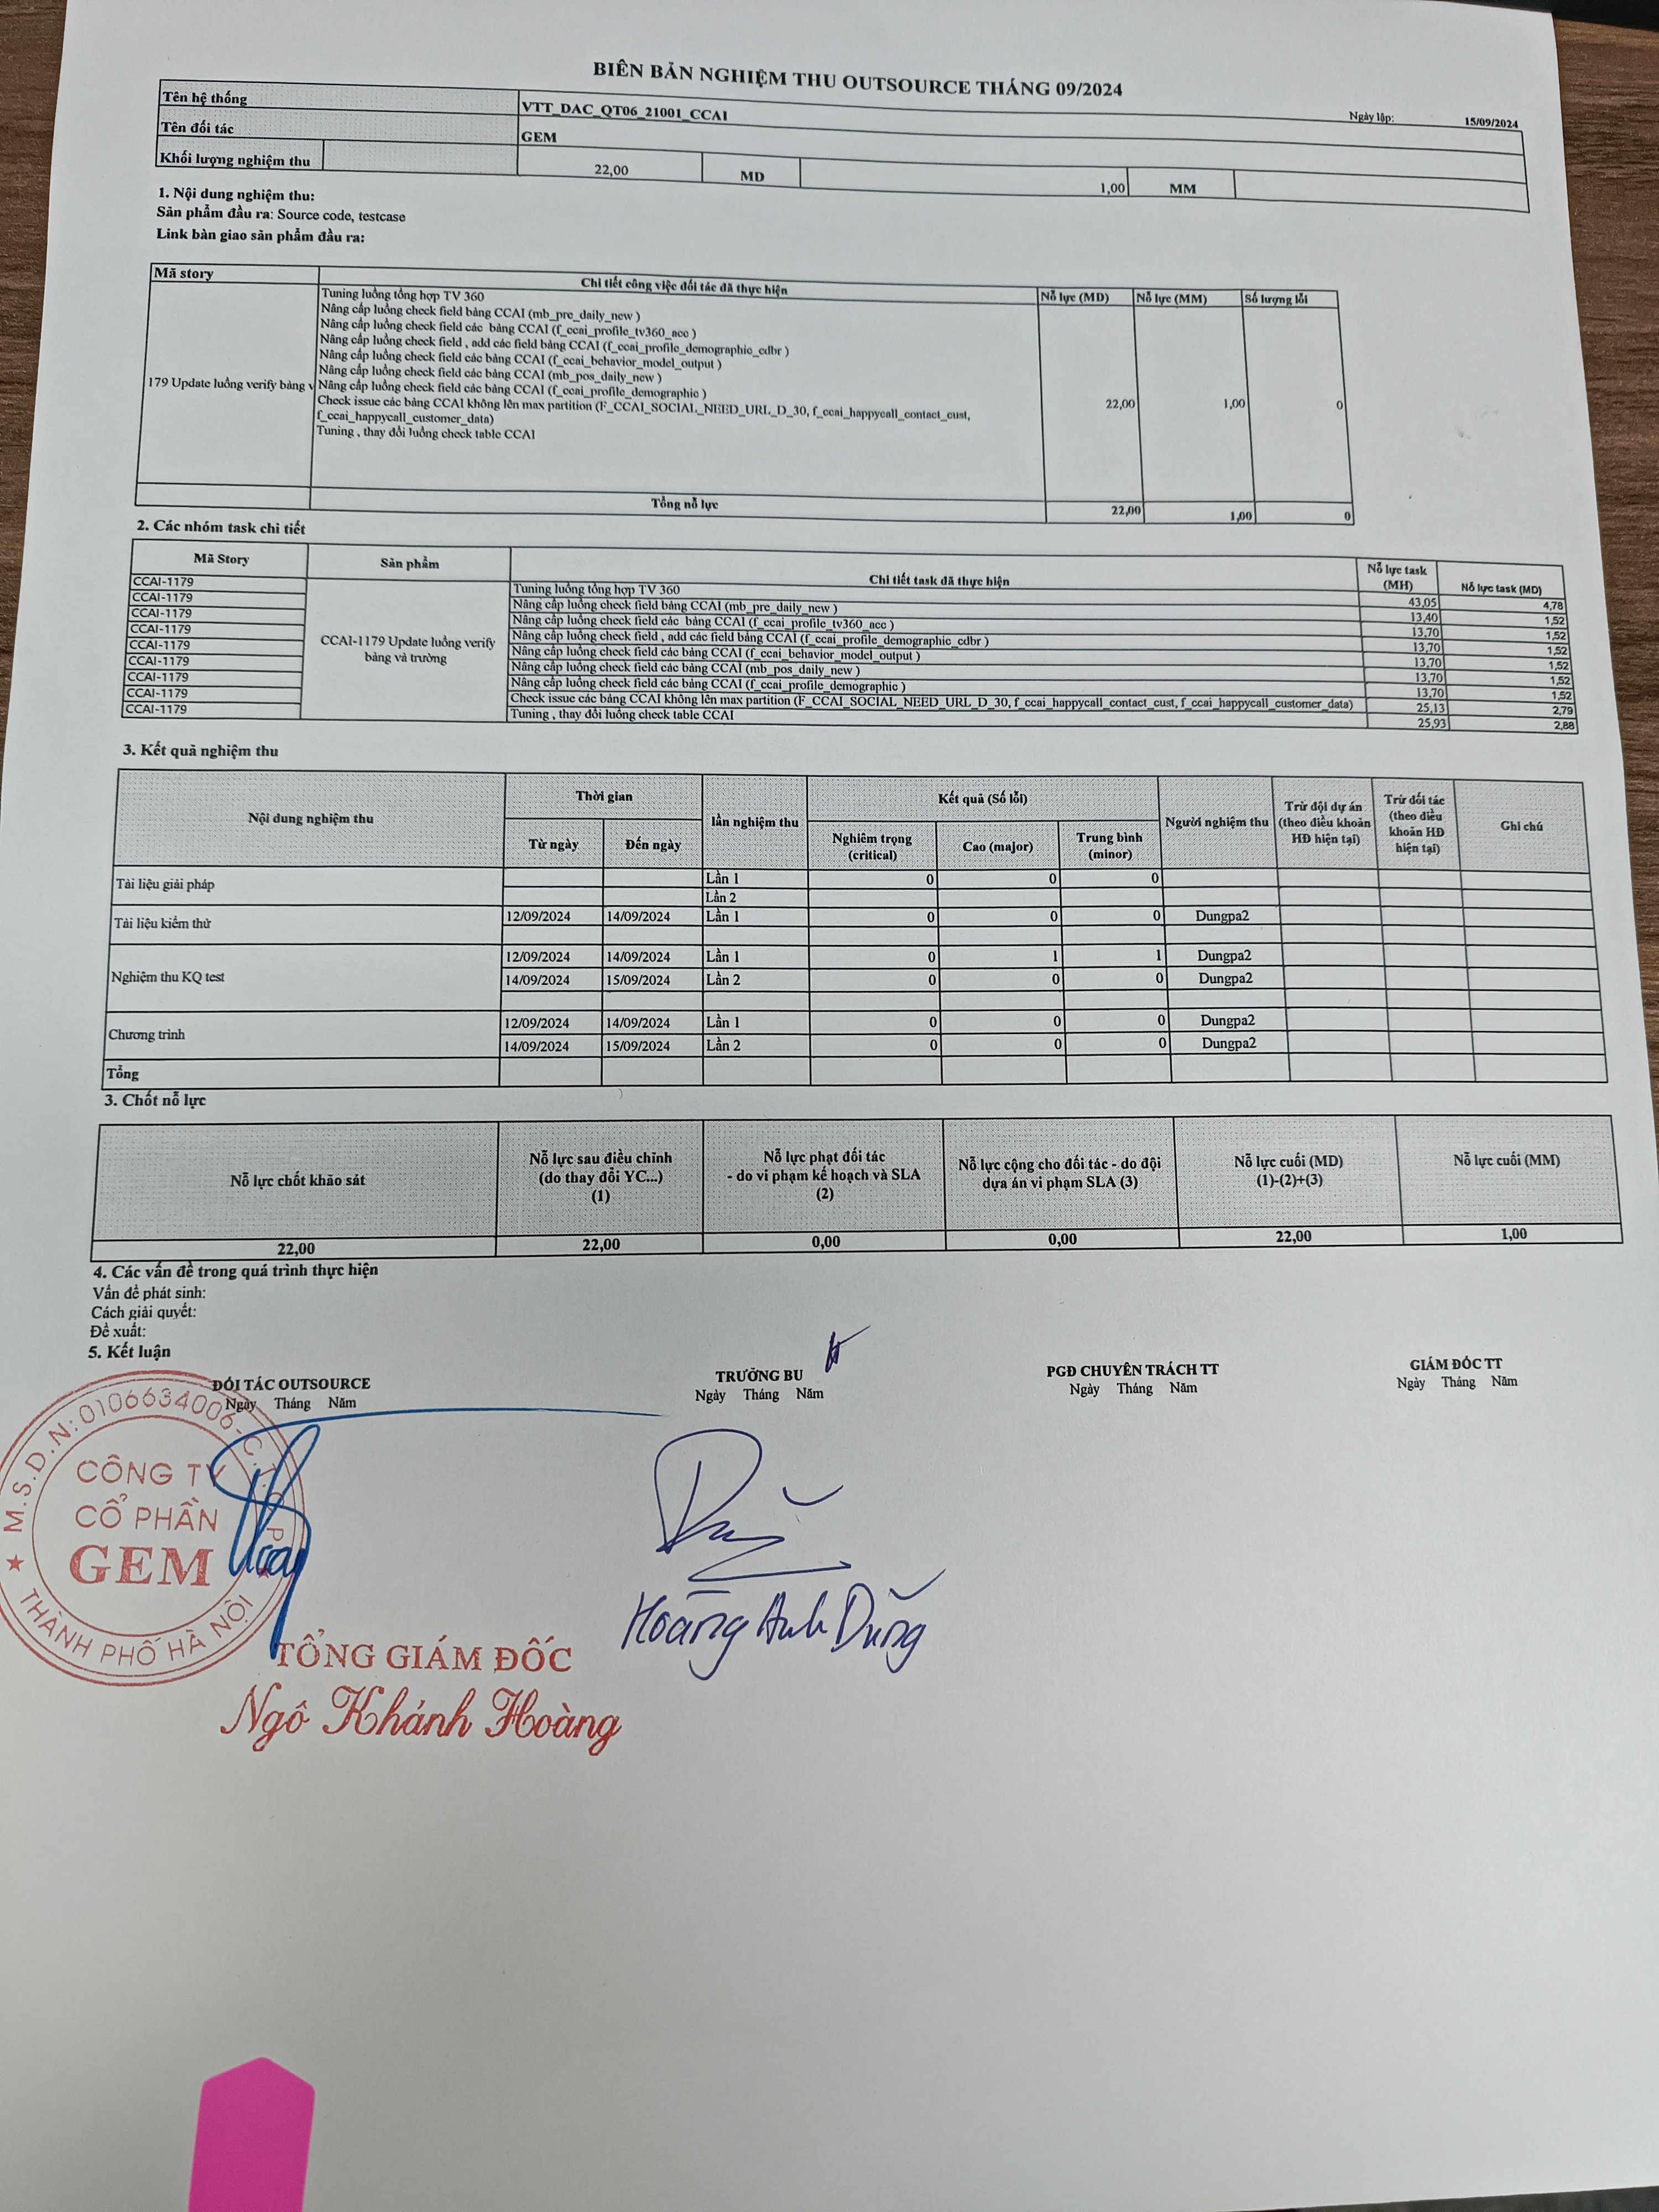 BIÊN BẢN NGHIỆM THU OUTSOURCE THÁNG 09/2024
Ngày lập: 15/09/2024
Tên hệ thống VTT_DAC_QT06_21001_CCAI
Tên đối tác GEM
Khối lượng nghiệm thu 22,00 MD 1,00 MM
1. Nội dung nghiệm thu:
Sản phẩm đầu ra: Source code, testcase
Link bàn giao sản phẩm đầu ra:
Mã story Chi tiết công việc đối tác đã thực hiện Nỗ lực (MD) Nỗ lực (MM) Số lượng lỗi
Tuning luồng tổng hợp TV 360
Nâng cấp luồng check field bảng CCAI (mb_pre_daily_new )
Nâng cấp luồng check field các bảng CCAI (f_ccai_profile_tv360_acc )
Nâng cấp luồng check field , add các field bảng CCAI (f_ccai_profile_demographic_cdbr )
Nâng cấp luồng check field các bảng CCAI (f_ccai_behavior_model_output )
Nâng cấp luồng check field các bảng CCAI (mb_pos_daily_new )
179 Update luồng verify bảng v Nâng cấp luồng check field các bảng CCAI (f_ccai_profile_demographic ) 22,00 1,00 0
Check issue các bảng CCAI không lên max partition (F_CCAI_SOCIAL_NEED_URL_D_30, f_ccai_happycall_contact_cust,
f_ccai_happycall_customer_data)
Tuning , thay đổi luồng check table CCAI
Tổng nỗ lực 22,00 1,00 0
2. Các nhóm task chi tiết
Mã Story Sản phẩm Chi tiết task đã thực hiện Nỗ lực task (MH) Nỗ lực task (MD)
CCAI-1179 Tuning luồng tổng hợp TV 360 43,05 4,78
CCAI-1179 Nâng cấp luồng check field bảng CCAI (mb_pre_daily_new ) 13,40 1,52
CCAI-1179 Nâng cấp luồng check field các bảng CCAI (f_ccai_profile_tv360_acc ) 13,70 1,52
CCAI-1179 Nâng cấp luồng check field , add các field bảng CCAI (f_ccai_profile_demographic_cdbr ) 13,70 1,52
CCAI-1179 CCAI-1179 Update luồng verify bảng và trường Nâng cấp luồng check field các bảng CCAI (f_ccai_behavior_model_output ) 13,70 1,52
CCAI-1179 Nâng cấp luồng check field các bảng CCAI (mb_pos_daily_new ) 13,70 1,52
CCAI-1179 Nâng cấp luồng check field các bảng CCAI (f_ccai_profile_demographic ) 13,70 1,52
CCAI-1179 Check issue các bảng CCAI không lên max partition (F_CCAI_SOCIAL_NEED_URL_D_30, f_ccai_happycall_contact_cust, f_ccai_happycall_customer_data) 25,13 2,79
CCAI-1179 Tuning , thay đổi luồng check table CCAI 25,93 2,88
3. Kết quả nghiệm thu
Nội dung nghiệm thu Thời gian lần nghiệm thu Kết quả (Số lỗi) Người nghiệm thu Trừ đội dự án (theo điều khoản HĐ hiện tại) Trừ đối tác (theo điều khoản HĐ hiện tại) Ghi chú
Từ ngày Đến ngày Nghiêm trọng (critical) Cao (major) Trung bình (minor)
Tài liệu giải pháp Lần 1 0 0 0
Lần 2
Tài liệu kiểm thử 12/09/2024 14/09/2024 Lần 1 0 0 0 Dungpa2
Nghiệm thu KQ test 12/09/2024 14/09/2024 Lần 1 0 1 1 Dungpa2
14/09/2024 15/09/2024 Lần 2 0 0 0 Dungpa2
Chương trình 12/09/2024 14/09/2024 Lần 1 0 0 0 Dungpa2
14/09/2024 15/09/2024 Lần 2 0 0 0 Dungpa2
Tổng
3. Chốt nỗ lực
Nỗ lực chốt khảo sát Nỗ lực sau điều chỉnh (do thay đổi YC...) (1) Nỗ lực phạt đối tác - do vi phạm kế hoạch và SLA (2) Nỗ lực cộng cho đối tác - do đội dựa án vi phạm SLA (3) Nỗ lực cuối (MD) (1)-(2)+(3) Nỗ lực cuối (MM)
22,00 22,00 0,00 0,00 22,00 1,00
4. Các vấn đề trong quá trình thực hiện
Vấn đề phát sinh:
Cách giải quyết:
Đề xuất:
5. Kết luận
ĐỐI TÁC OUTSOURCE TRƯỞNG BU PGĐ CHUYÊN TRÁCH TT GIÁM ĐỐC TT
Ngày Tháng Năm Ngày Tháng Năm Ngày Tháng Năm Ngày Tháng Năm
M.S.D.N:0106634006-C.T.C.P
CÔNG TY
CỔ PHẦN
GEM
THÀNH PHỐ HÀ NỘI
Hoàng Anh Dũng
TỔNG GIÁM ĐỐC
Ngô Khánh Hoàng